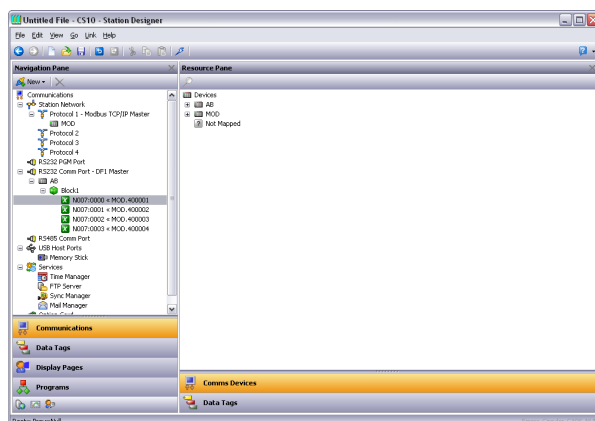 Untitled File - CS10 - Station Designer
File Edit View Go Link Help
Navigation Pane
New
Communications
Station Network
Protocol 1 - Modbus TCP/IP Master
MOD
Protocol 2
Protocol 3
Protocol 4
RS232 PGM Port
RS232 Comm Port - DF1 Master
AB
Block1
N007:0000 « MOD.400001
N007:0001 « MOD.400002
N007:0002 « MOD.400003
N007:0003 « MOD.400004
RS485 Comm Port
USB Host Ports
Memory Stick
Services
Time Manager
FTP Server
Sync Manager
Mail Manager
Option Card
Communications
Data Tags
Display Pages
Programs
Resource Pane
Devices
AB
MOD
Not Mapped
Comms Devices
Data Tags